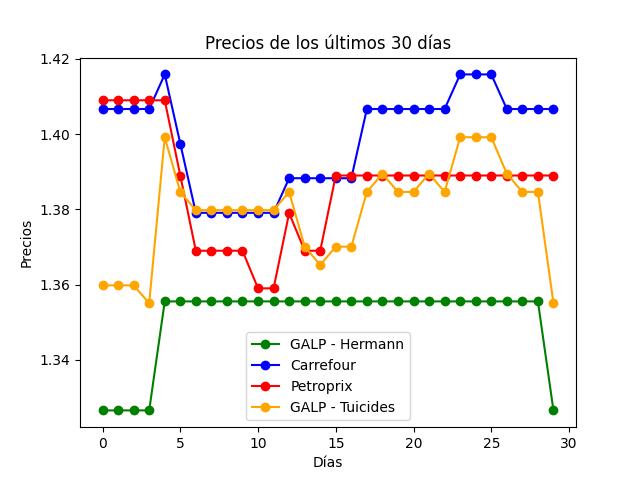 Precios de los últimos 30 días
1.42
1.40
1.38
1.36
1.34
Precios
GALP - Hermann
Carrefour
Petroprix
GALP - Tuicides
0 5 10 15 20 25 30
Días